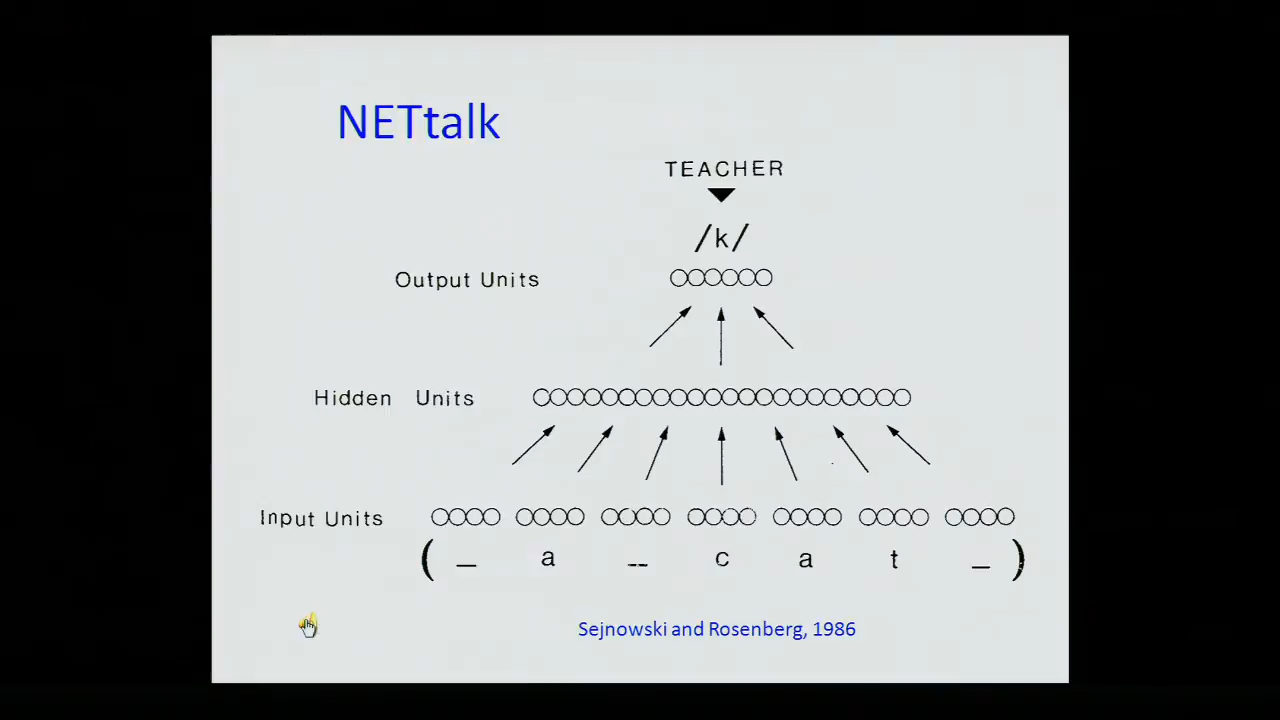 NETtalk
TEACHER
/k/
Output Units
Hidden Units
Input Units
( _ a _ c a t _ )
Sejnowski and Rosenberg, 1986